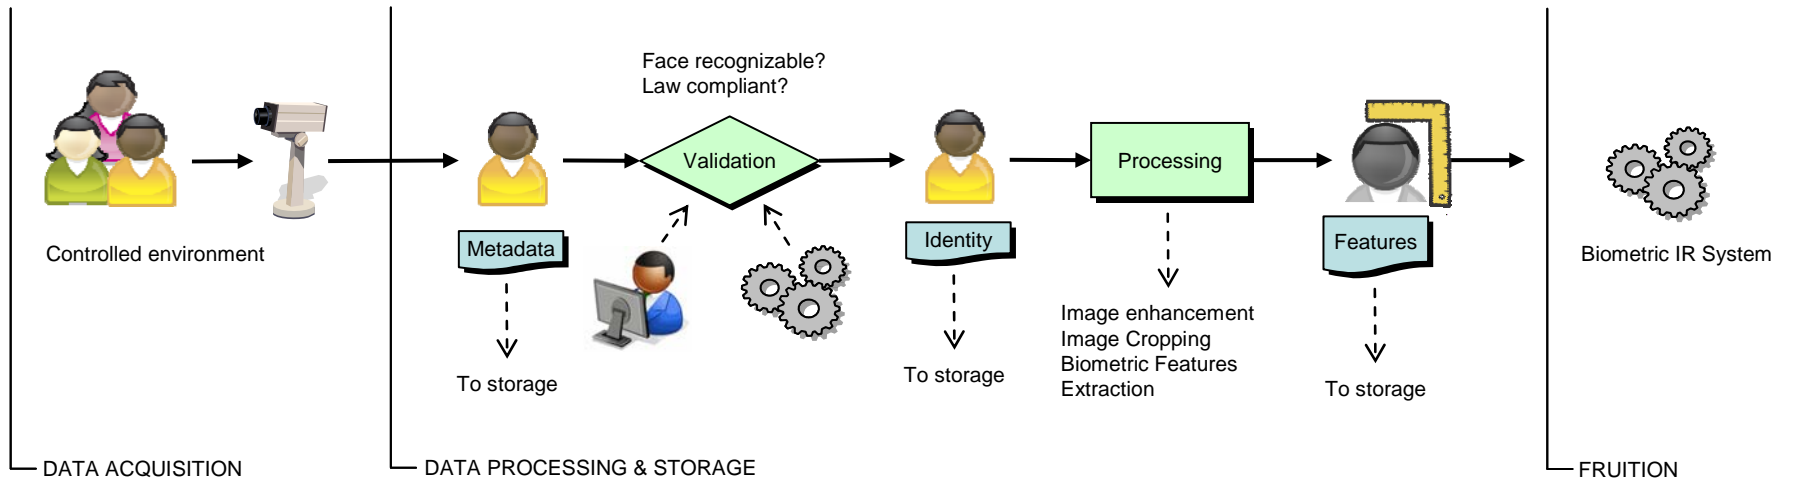 Face recognizable?
Law compliant?
Validation
Processing
Metadata
Identity
Features
Controlled environment
Biometric IR System
Image enhancement
Image Cropping
Biometric Features
Extraction
To storage
To storage
To storage
DATA ACQUISITION
DATA PROCESSING & STORAGE
FRUITION